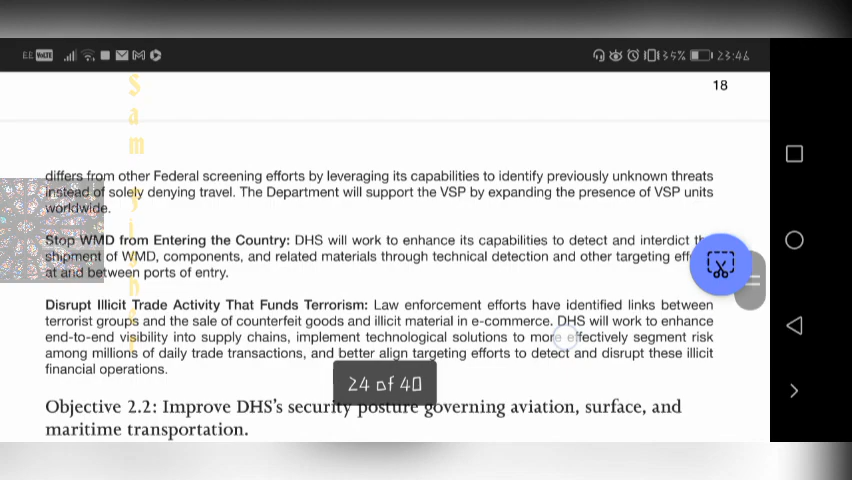 EE VoLTE 35% 23:46
18
differs from other Federal screening efforts by leveraging its capabilities to identify previously unknown threats
instead of solely denying travel. The Department will support the VSP by expanding the presence of VSP units
worldwide.
Stop WMD from Entering the Country: DHS will work to enhance its capabilities to detect and interdict
shipment of WMD, components, and related materials through technical detection and other targeting
at and between ports of entry.
Disrupt Illicit Trade Activity That Funds Terrorism: Law enforcement efforts have identified links between
terrorist groups and the sale of counterfeit goods and illicit material in e-commerce. DHS will work to enhance
end-to-end visibility into supply chains, implement technological solutions to more effectively segment risk
among millions of daily trade transactions, and better align targeting efforts to detect and disrupt these illicit
financial operations.
24 of 40
Objective 2.2: Improve DHS's security posture governing aviation, surface, and
maritime transportation.